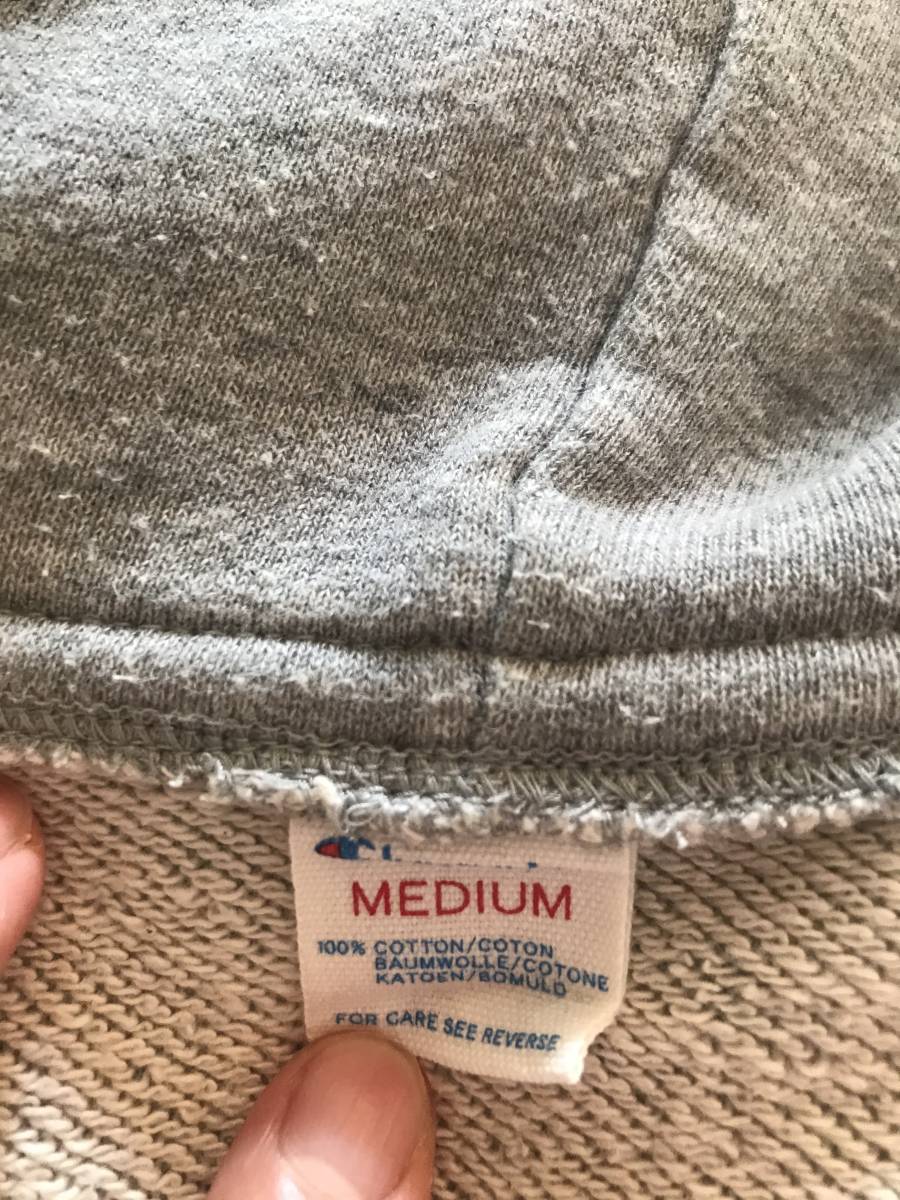 MEDIUM
100% COTTON/COTON
BAUMWOLLE/COTONE
KATOEN/BOMULD
FOR CARE SEE REVERSE